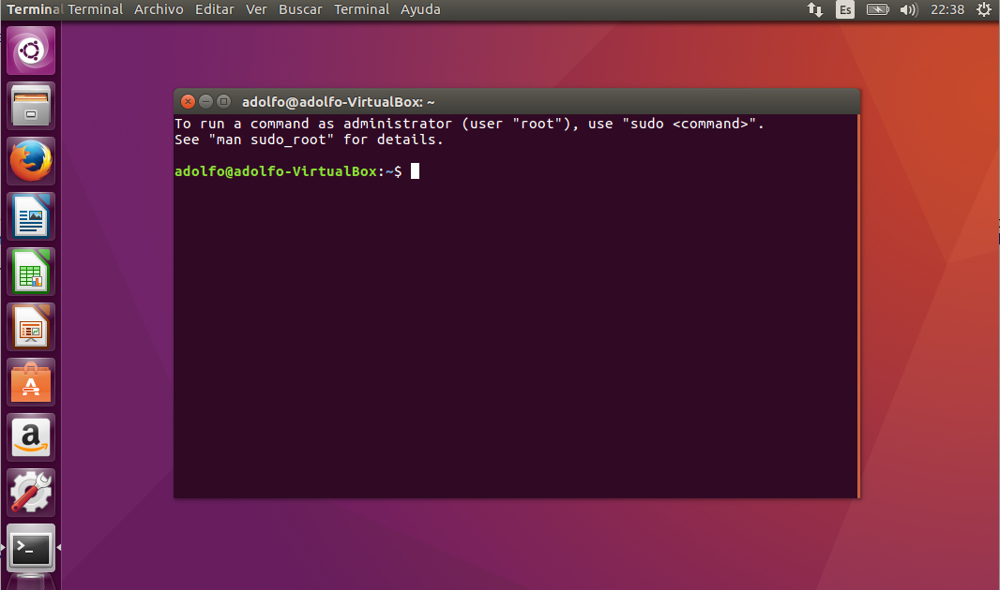 Terminal Terminal Archivo Editar Ver Buscar Terminal Ayuda Es 22:38
adolfo@adolfo-VirtualBox: ~
To run a command as administrator (user "root"), use "sudo <command>".
See "man sudo_root" for details.
adolfo@adolfo-VirtualBox:~$
A
a
>_